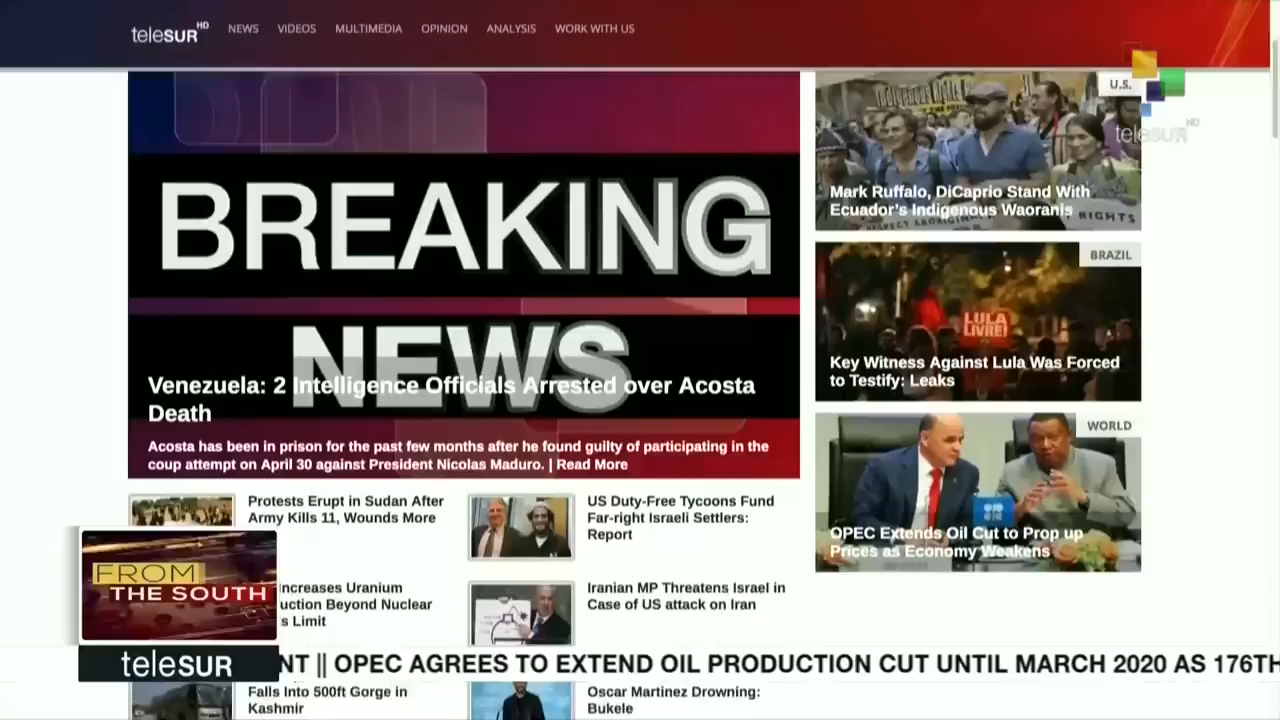 teleSUR HD
NEWS VIDEOS MULTIMEDIA OPINION ANALYSIS WORK WITH US
BREAKING
NEWS
Venezuela: 2 Intelligence Officials Arrested over Acosta
Death
Acosta has been in prison for the past few months after he found guilty of participating in the
coup attempt on April 30 against President Nicolas Maduro. | Read More
U.S.
teleSUR HD
Mark Ruffalo, DiCaprio Stand With
Ecuador's Indigenous Waoranis
RIGHTS
BRAZIL
LULA
LIVRE!
Key Witness Against Lula Was Forced
to Testify: Leaks
WORLD
OPEC Extends Oil Cut to Prop up
Prices as Economy Weakens
Protests Erupt in Sudan After
Army Kills 11, Wounds More
US Duty-Free Tycoons Fund
Far-right Israeli Settlers:
Report
ncreases Uranium
uction Beyond Nuclear
s Limit
Iranian MP Threatens Israel in
Case of US attack on Iran
FROM
THE SOUTH
teleSUR
NT || OPEC AGREES TO EXTEND OIL PRODUCTION CUT UNTIL MARCH 2020 AS 176TH
Falls Into 500ft Gorge in
Kashmir
Oscar Martinez Drowning:
Bukele